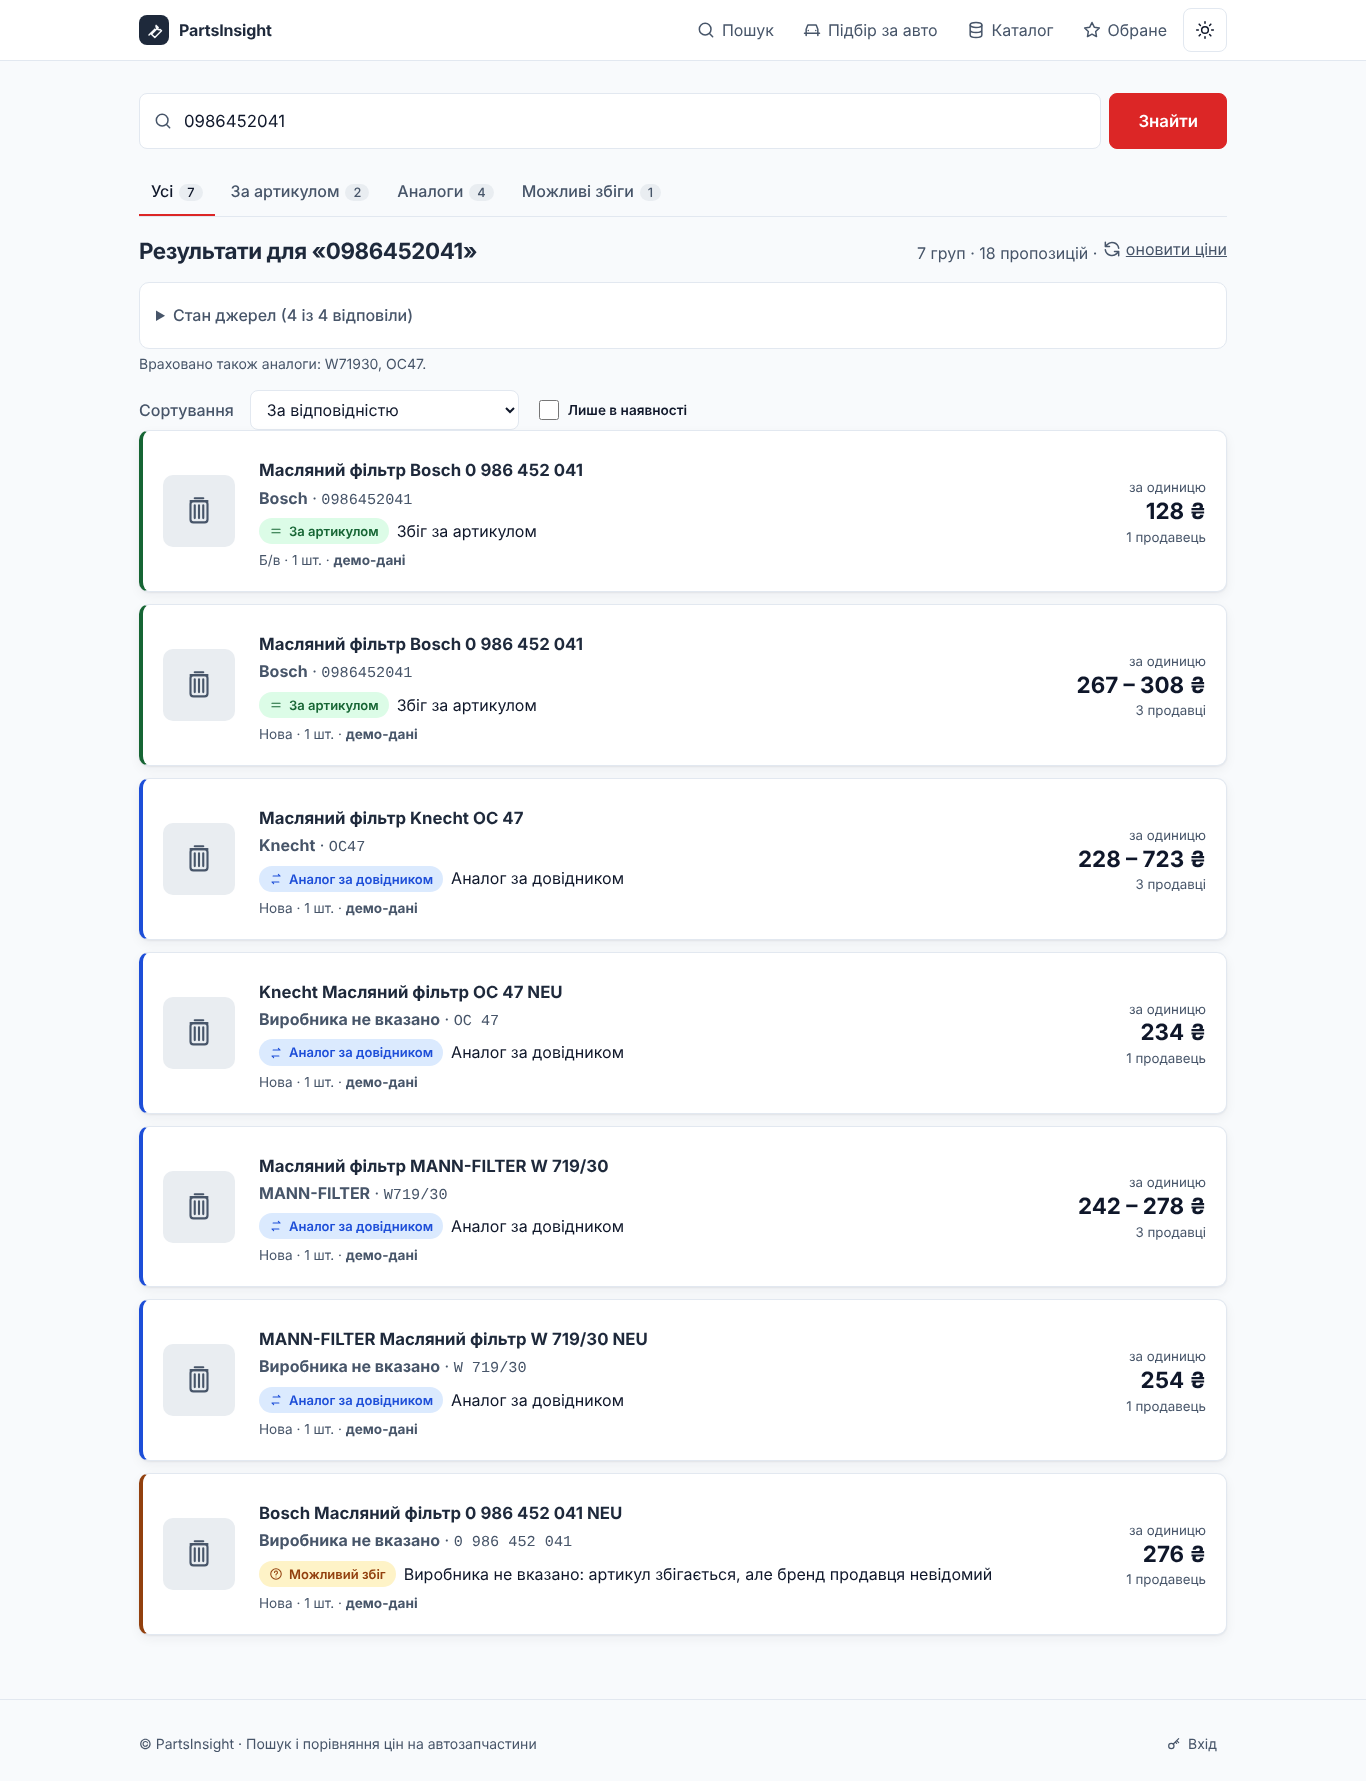 PartsInsight
Пошук
Підбір за авто
Каталог
Обране
0986452041
Знайти
Усі 7
За артикулом 2
Аналоги 4
Можливі збіги 1
Результати для «0986452041»
7 груп · 18 пропозицій · оновити ціни
Стан джерел (4 із 4 відповіли)
Враховано також аналоги: W71930, OC47.
Сортування
За відповідністю
Лише в наявності
Масляний фільтр Bosch 0 986 452 041
Bosch · 0986452041
За артикулом Збіг за артикулом
Б/в · 1 шт. · демо-дані
за одиницю
128 ₴
1 продавець
Масляний фільтр Bosch 0 986 452 041
Bosch · 0986452041
За артикулом Збіг за артикулом
Нова · 1 шт. · демо-дані
за одиницю
267 – 308 ₴
3 продавці
Масляний фільтр Knecht OC 47
Knecht · OC47
Аналог за довідником Аналог за довідником
Нова · 1 шт. · демо-дані
за одиницю
228 – 723 ₴
3 продавці
Knecht Масляний фільтр OC 47 NEU
Виробника не вказано · OC 47
Аналог за довідником Аналог за довідником
Нова · 1 шт. · демо-дані
за одиницю
234 ₴
1 продавець
Масляний фільтр MANN-FILTER W 719/30
MANN-FILTER · W719/30
Аналог за довідником Аналог за довідником
Нова · 1 шт. · демо-дані
за одиницю
242 – 278 ₴
3 продавці
MANN-FILTER Масляний фільтр W 719/30 NEU
Виробника не вказано · W 719/30
Аналог за довідником Аналог за довідником
Нова · 1 шт. · демо-дані
за одиницю
254 ₴
1 продавець
Bosch Масляний фільтр 0 986 452 041 NEU
Виробника не вказано · 0 986 452 041
Можливий збіг Виробника не вказано: артикул збігається, але бренд продавця невідомий
Нова · 1 шт. · демо-дані
за одиницю
276 ₴
1 продавець
© PartsInsight · Пошук і порівняння цін на автозапчастини
Вхід